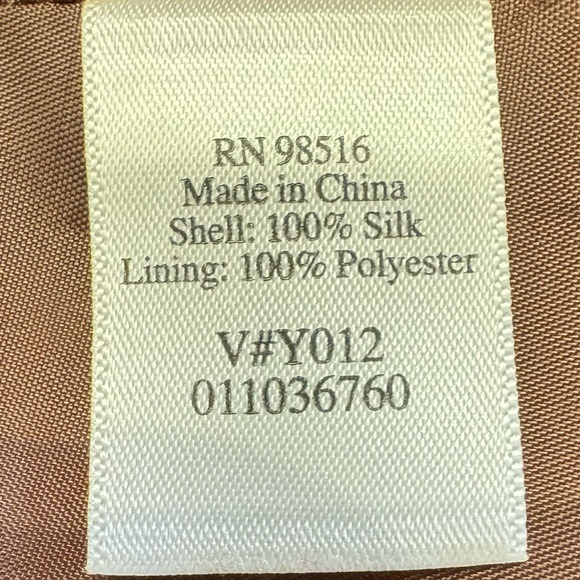 RN 98516
Made in China
Shell: 100% Silk
Lining: 100% Polyester
V#Y012
011036760